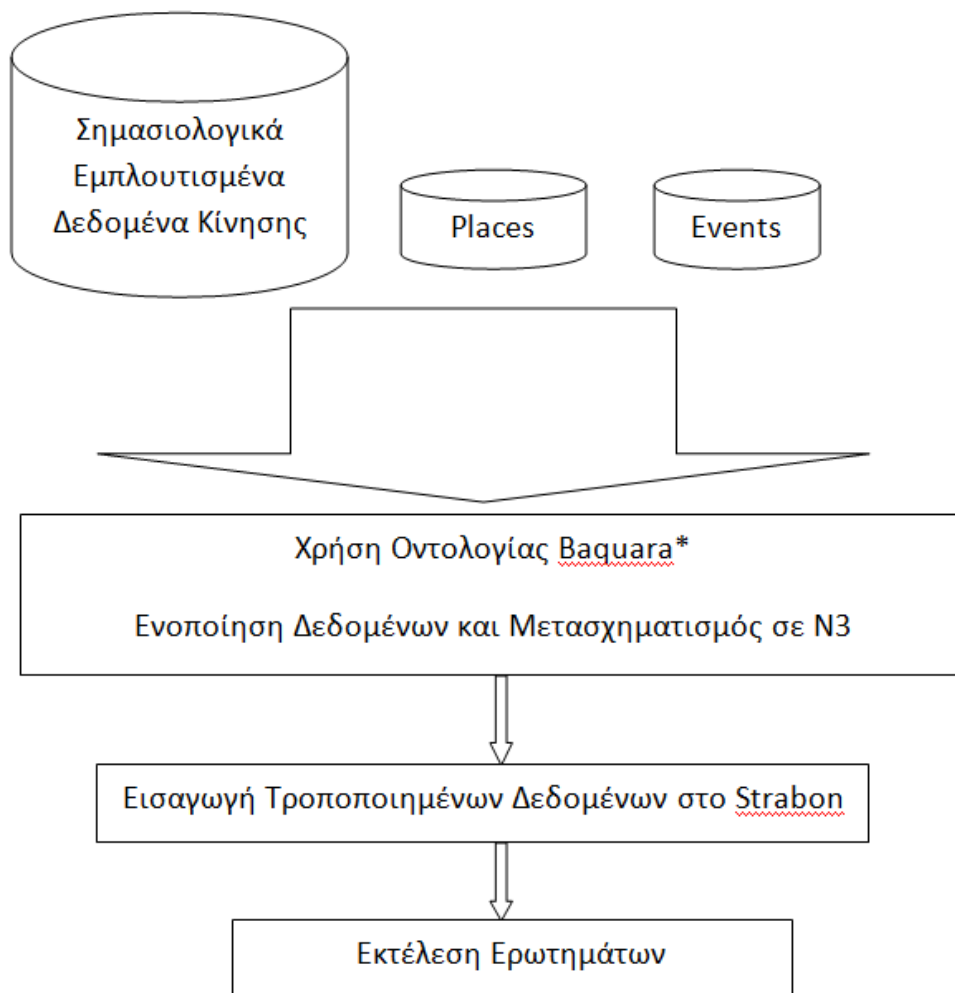 Σημασιολογικά
Εμπλουτισμένα
Δεδομένα Κίνησης
Places
Events
Χρήση Οντολογίας Baquara*
Ενοποίηση Δεδομένων και Μετασχηματισμός σε N3
Εισαγωγή Τροποποιημένων Δεδομένων στο Strabon
Εκτέλεση Ερωτημάτων